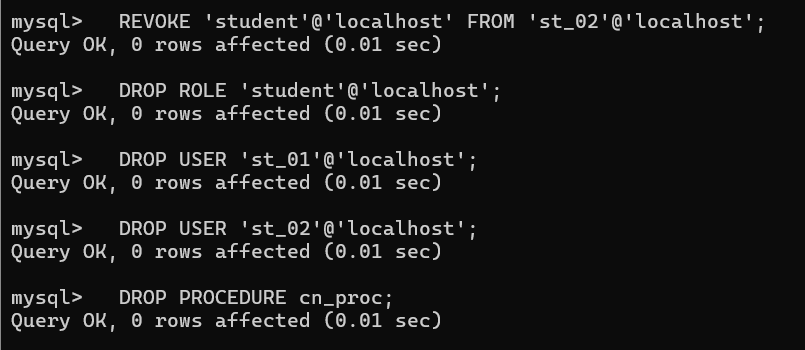 mysql>   REVOKE 'student'@'localhost' FROM 'st_02'@'localhost';
Query OK, 0 rows affected (0.01 sec)
mysql>   DROP ROLE 'student'@'localhost';
Query OK, 0 rows affected (0.01 sec)
mysql>   DROP USER 'st_01'@'localhost';
Query OK, 0 rows affected (0.01 sec)
mysql>   DROP USER 'st_02'@'localhost';
Query OK, 0 rows affected (0.01 sec)
mysql>   DROP PROCEDURE cn_proc;
Query OK, 0 rows affected (0.01 sec)